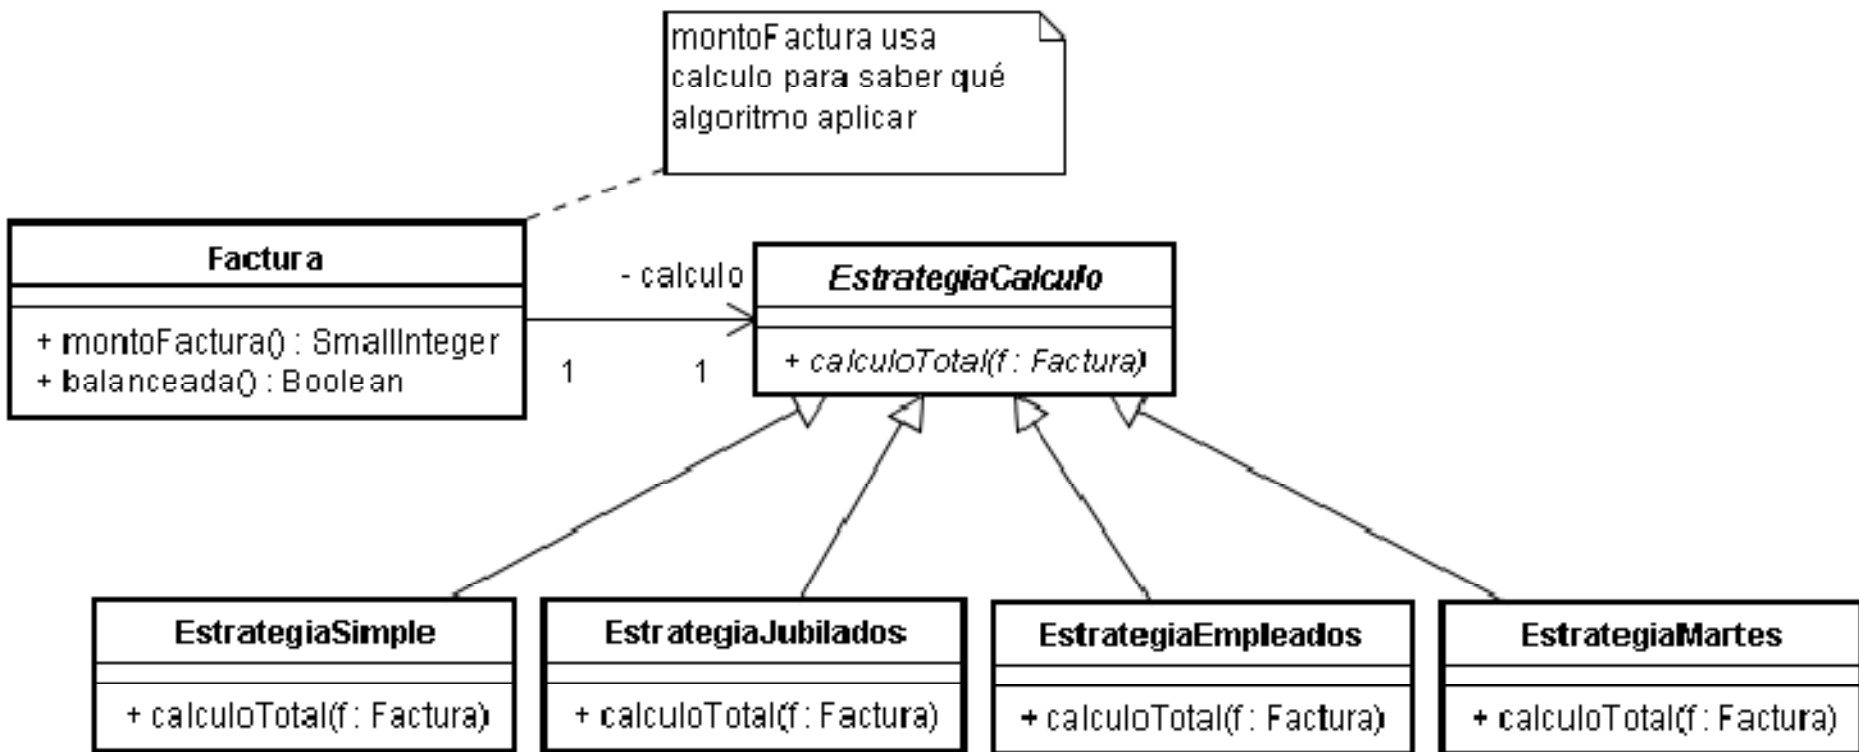 montoFactura usa
calculo para saber qué
algoritmo aplicar
Factura
+ montoFactura() : SmallInteger
+ balanceada() : Boolean
- calculo
1
1
EstrategiaCalculo
+ calculoTotal(f : Factura)
EstrategiaSimple
+ calculoTotal(f : Factura)
EstrategiaJubilados
+ calculoTotal(f : Factura)
EstrategiaEmpleados
+ calculoTotal(f : Factura)
EstrategiaMartes
+ calculoTotal(f : Factura)